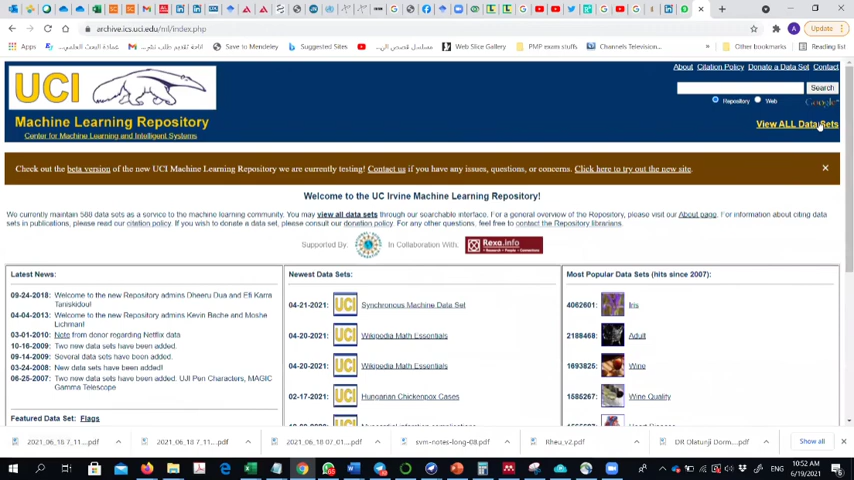 archive.ics.uci.edu/ml/index.php
Update
Apps
Save to Mendeley
Suggested Sites
Web Slice Gallery
PMP exam stuffs
Channels Television...
Other bookmarks
Reading list
UCI
Machine Learning Repository
Center for Machine Learning and Intelligent Systems
About Citation Policy Donate a Data Set Contact
Search
Repository Web
Google
View ALL Data Sets
Check out the beta version of the new UCI Machine Learning Repository we are currently testing! Contact us if you have any issues, questions, or concerns. Click here to try out the new site.
Welcome to the UC Irvine Machine Learning Repository!
We currently maintain 588 data sets as a service to the machine learning community. You may view all data sets through our searchable interface. For a general overview of the Repository, please visit our About page. For information about citing data
sets in publications, please read our citation policy. If you wish to donate a data set, please consult our donation policy. For any other questions, feel free to contact the Repository librarians.
Supported By: In Collaboration With: Rexa.info
Latest News:
09-24-2018: Welcome to the new Repository admins Dheeru Dua and Efi Karra
Taniskidou!
04-04-2013: Welcome to the new Repository admins Kevin Bache and Moshe
Lichman!
03-01-2010: Note from donor regarding Netflix data
10-16-2009: Two new data sets have been added.
09-14-2009: Several data sets have been added.
03-24-2008: New data sets have been added!
06-25-2007: Two new data sets have been added: UJI Pen Characters, MAGIC
Gamma Telescope
Featured Data Set: Flags
Newest Data Sets:
04-21-2021: UCI Synchronous Machine Data Set
04-20-2021: UCI Wikipedia Math Essentials
04-20-2021: UCI Wikipedia Math Essentials
02-17-2021: UCI Hungarian Chickenpox Cases
Most Popular Data Sets (hits since 2007):
4062601: Iris
2188468: Adult
1693825: Wine
1585267: Wine Quality
2021_06_18 7_11....pdf
2021_06_18 7_11....pdf
2021_06_18 07_01....pdf
svm-notes-long-08.pdf
Rheu_v2.pdf
DR Olatunji Dorm....pdf
Show all
ENG
10:52 AM
6/19/2021